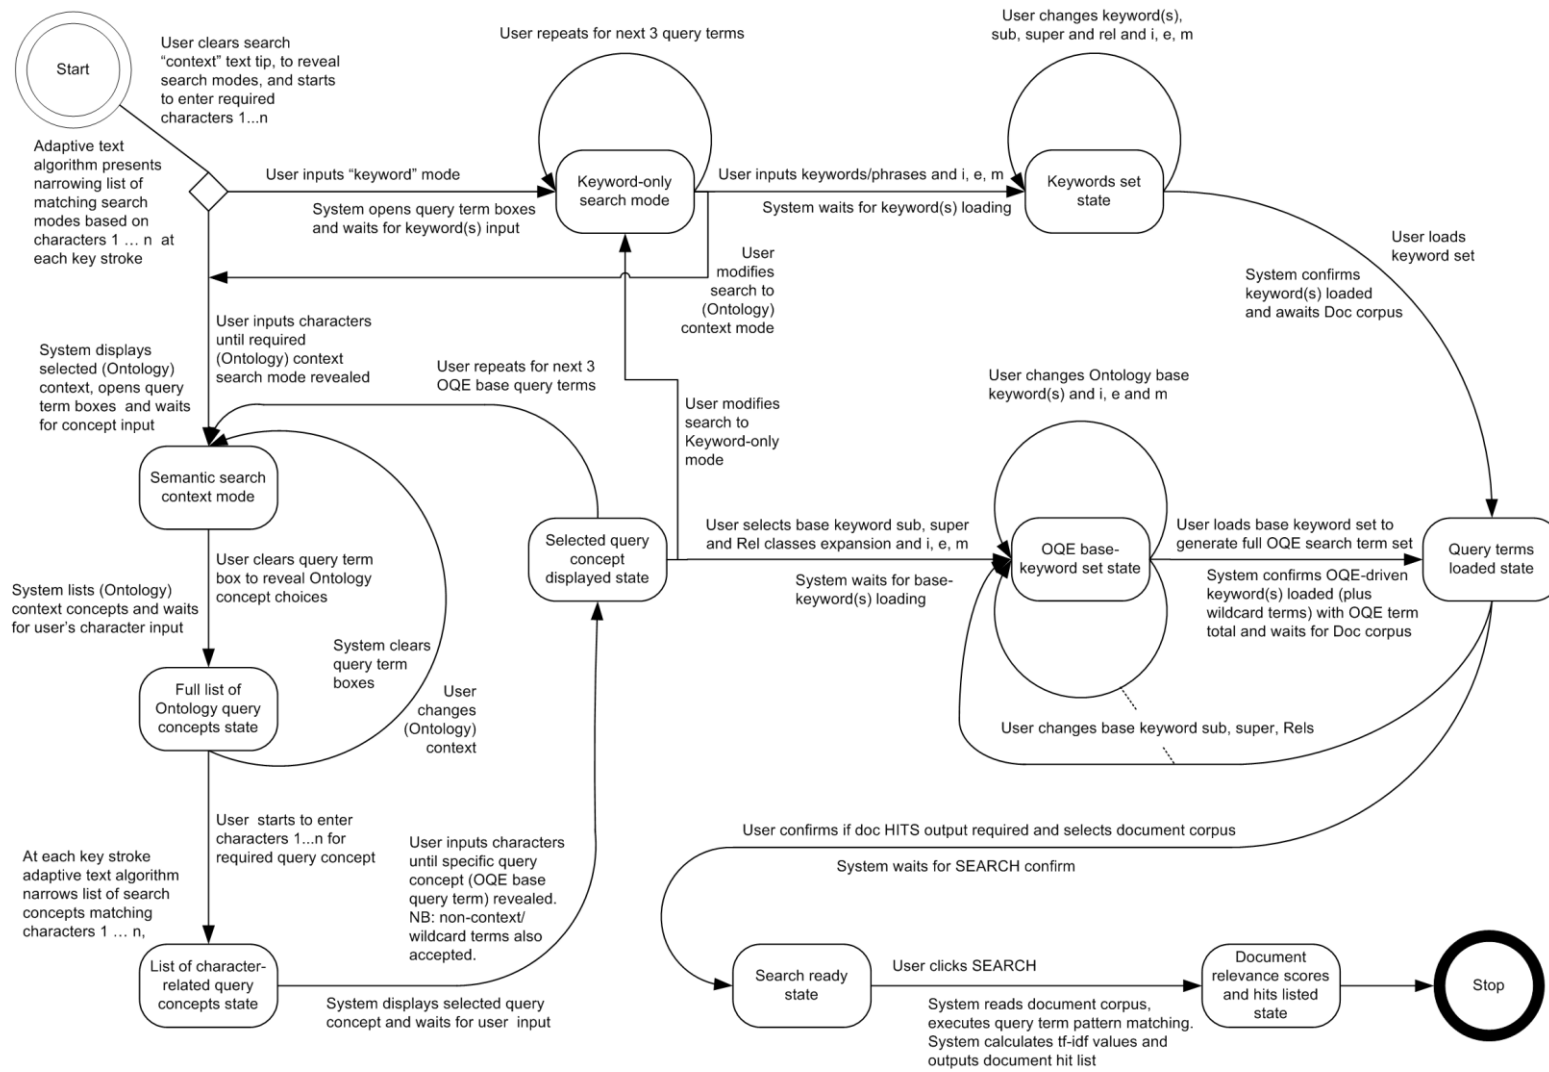 Start
User clears search
“context” text tip, to reveal
search modes, and starts
to enter required
characters 1...n
User repeats for next 3 query terms
User changes keyword(s),
sub, super and rel and i, e, m
Adaptive text
algorithm presents
narrowing list of
matching search
modes based on
characters 1 … n  at
each key stroke
User inputs “keyword” mode
System opens query term boxes
and waits for keyword(s) input
Keyword-only
search mode
User inputs keywords/phrases and i, e, m
System waits for keyword(s) loading
Keywords set
state
User loads
keyword set
System confirms
keyword(s) loaded
and awaits Doc corpus
User
modifies
search to
(Ontology)
context mode
User inputs characters
until required
(Ontology) context
search mode revealed
System displays
selected (Ontology)
context, opens query
term boxes  and waits
for concept input
User repeats for next 3
OQE base query terms
User modifies
search to
Keyword-only
mode
User changes Ontology base
keyword(s) and i, e and m
Semantic search
context mode
User clears query term
box to reveal Ontology
concept choices
System lists (Ontology)
context concepts and waits
for user’s character input
Selected query
concept
displayed state
User selects base keyword sub, super
and Rel classes expansion and i, e, m
System waits for base-
keyword(s) loading
OQE base-
keyword set state
User loads base keyword set to
generate full OQE search term set
System confirms OQE-driven
keyword(s) loaded (plus
wildcard terms) with OQE term
total and waits for Doc corpus
Query terms
loaded state
System clears
query term
boxes
User
changes
(Ontology)
context
Full list of
Ontology query
concepts state
User changes base keyword sub, super, Rels
User  starts to enter
characters 1...n for
required query concept
At each key stroke
adaptive text algorithm
narrows list of search
concepts matching
characters 1 … n,
User inputs characters
until specific query
concept (OQE base
query term) revealed.
NB: non-context/
wildcard terms also
accepted.
User confirms if doc HITS output required and selects document corpus
System waits for SEARCH confirm
List of character-
related query
concepts state
System displays selected query
concept and waits for user  input
Search ready
state
User clicks SEARCH
System reads document corpus,
executes query term pattern matching.
System calculates tf-idf values and
outputs document hit list
Document
relevance scores
and hits listed
state
Stop